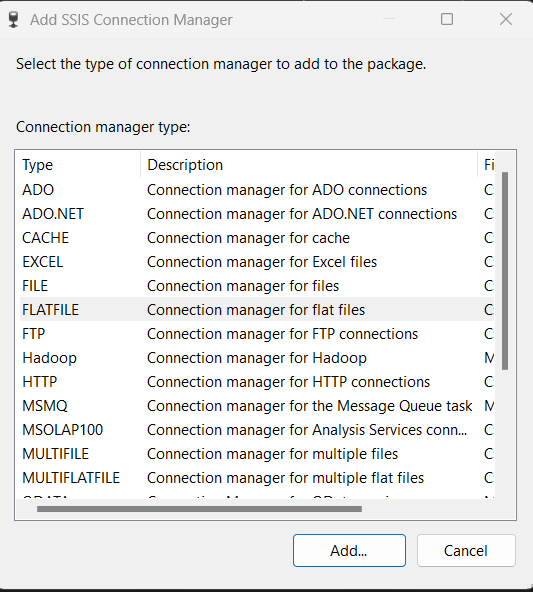 Add SSIS Connection Manager
Select the type of connection manager to add to the package.
Connection manager type:
Type Description Fi
ADO Connection manager for ADO connections C
ADO.NET Connection manager for ADO.NET connections C
CACHE Connection manager for cache C
EXCEL Connection manager for Excel files C
FILE Connection manager for files C
FLATFILE Connection manager for flat files C
FTP Connection manager for FTP connections C
Hadoop Connection manager for Hadoop M
HTTP Connection manager for HTTP connections C
MSMQ Connection manager for the Message Queue task M
MSOLAP100 Connection manager for Analysis Services conn... C
MULTIFILE Connection manager for multiple files C
MULTIFLATFILE Connection manager for multiple flat files C
Add... Cancel